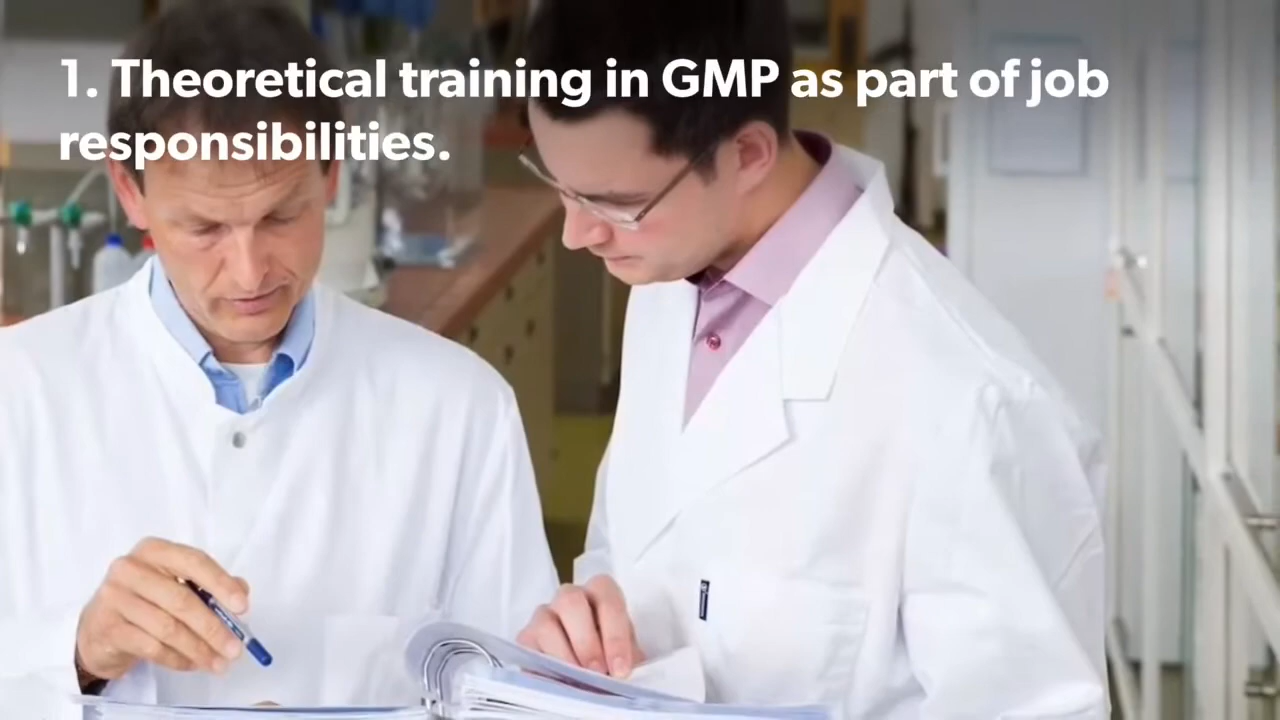 1. Theoretical training in GMP as part of job
responsibilities.